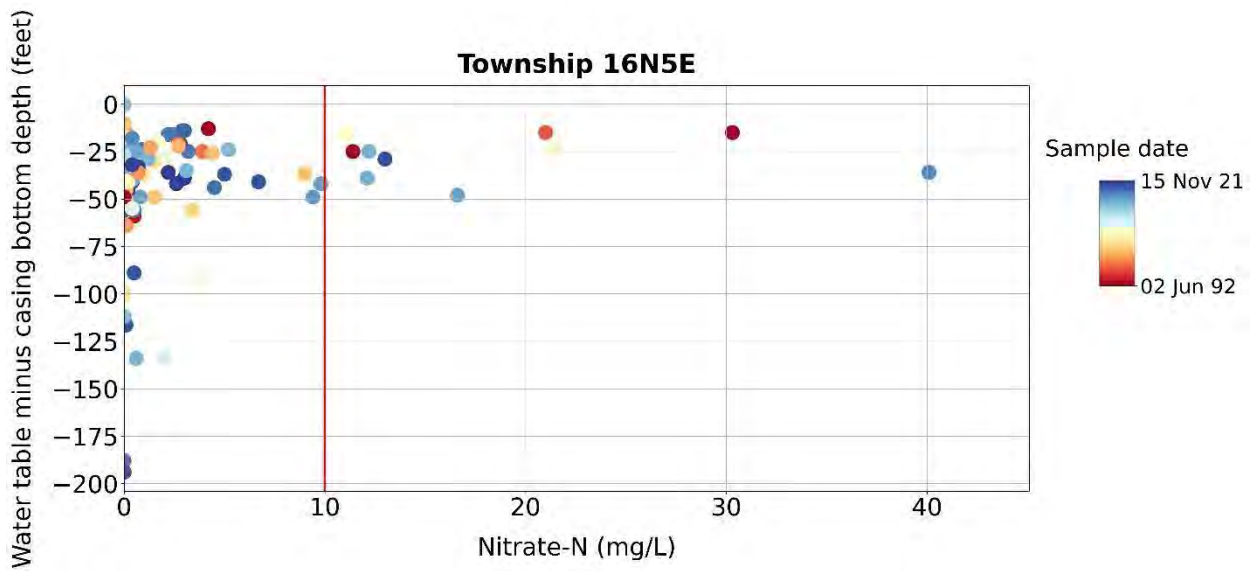 Township 16N5E
Water table minus casing bottom depth (feet)
0
−25
−50
−75
−100
−125
−150
−175
−200
0 10 20 30 40
Nitrate-N (mg/L)
Sample date
15 Nov 21
02 Jun 92